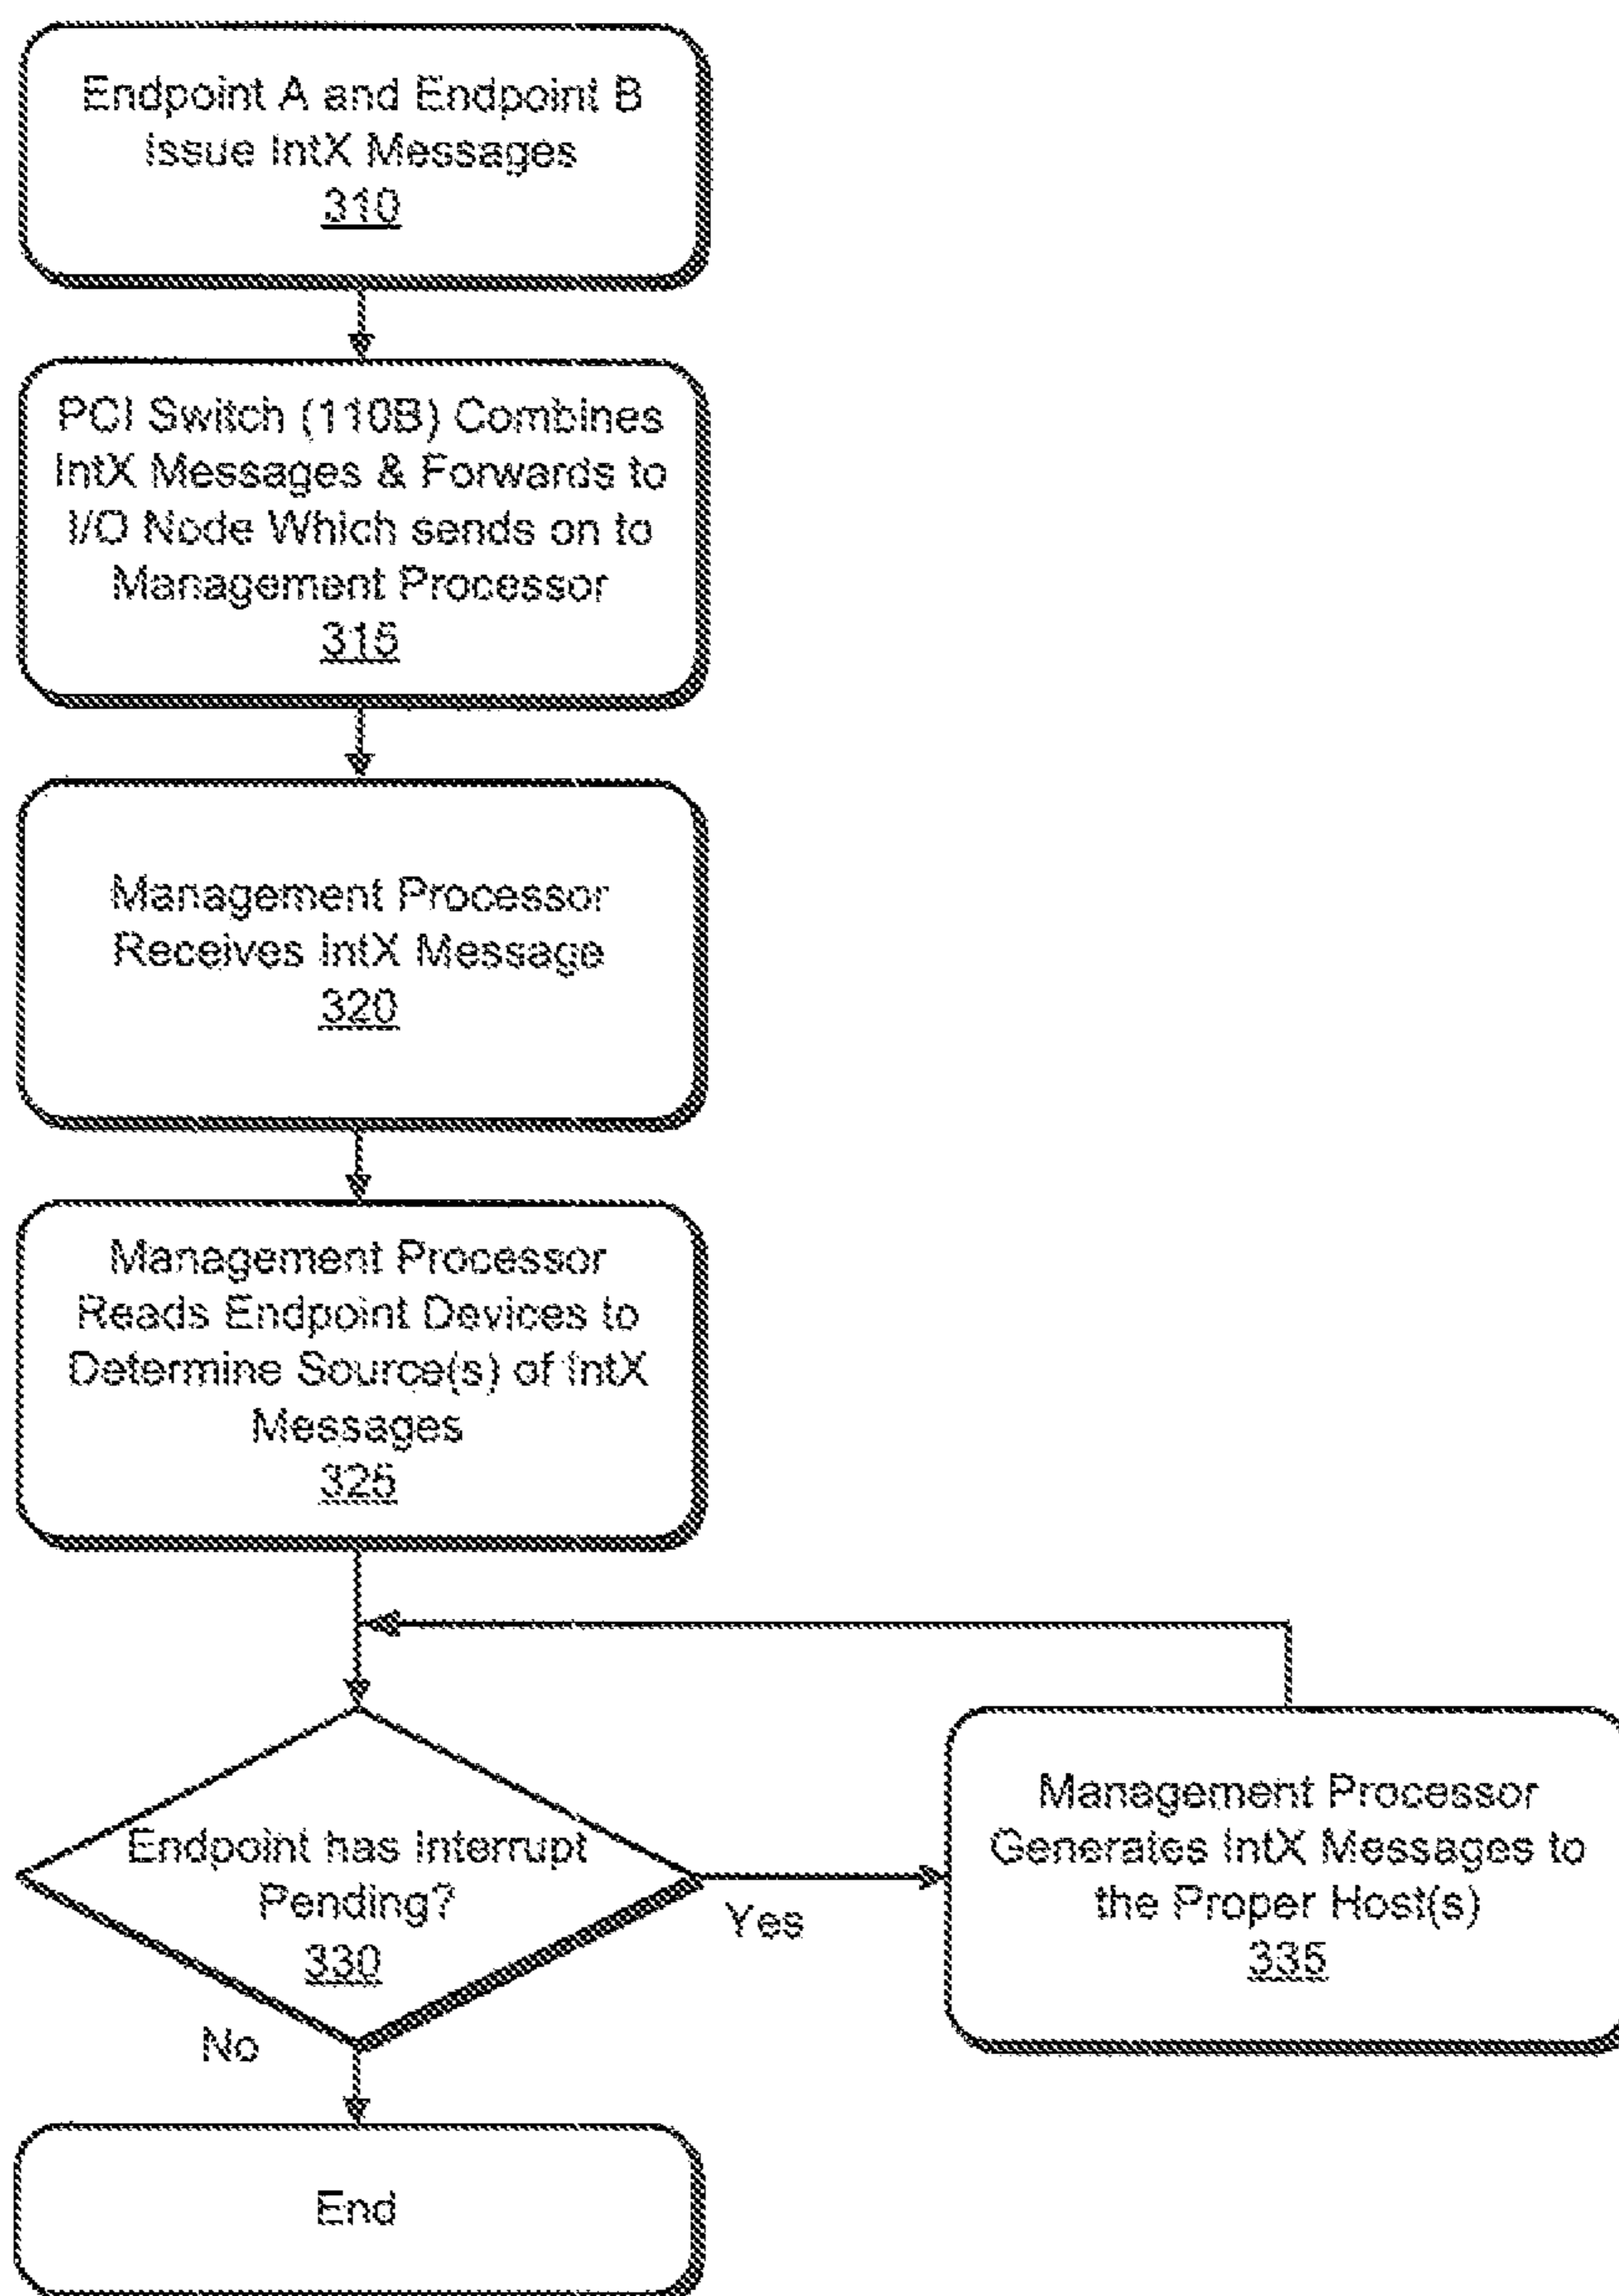 Endpoint A and Endpoint B
Issue IntX Messages
310
PCI Switch (110B) Combines
IntX Messages & Forwards to
I/O Node Which sends on to
Management Processor
315
Management Processor
Receives IntX Message
320
Management Processor
Reads Endpoint Devices to
Determine Source(s) of IntX
Messages
325
Endpoint has Interrupt
Pending?
330
Yes
Management Processor
Generates IntX Messages to
the Proper Host(s)
335
No
End